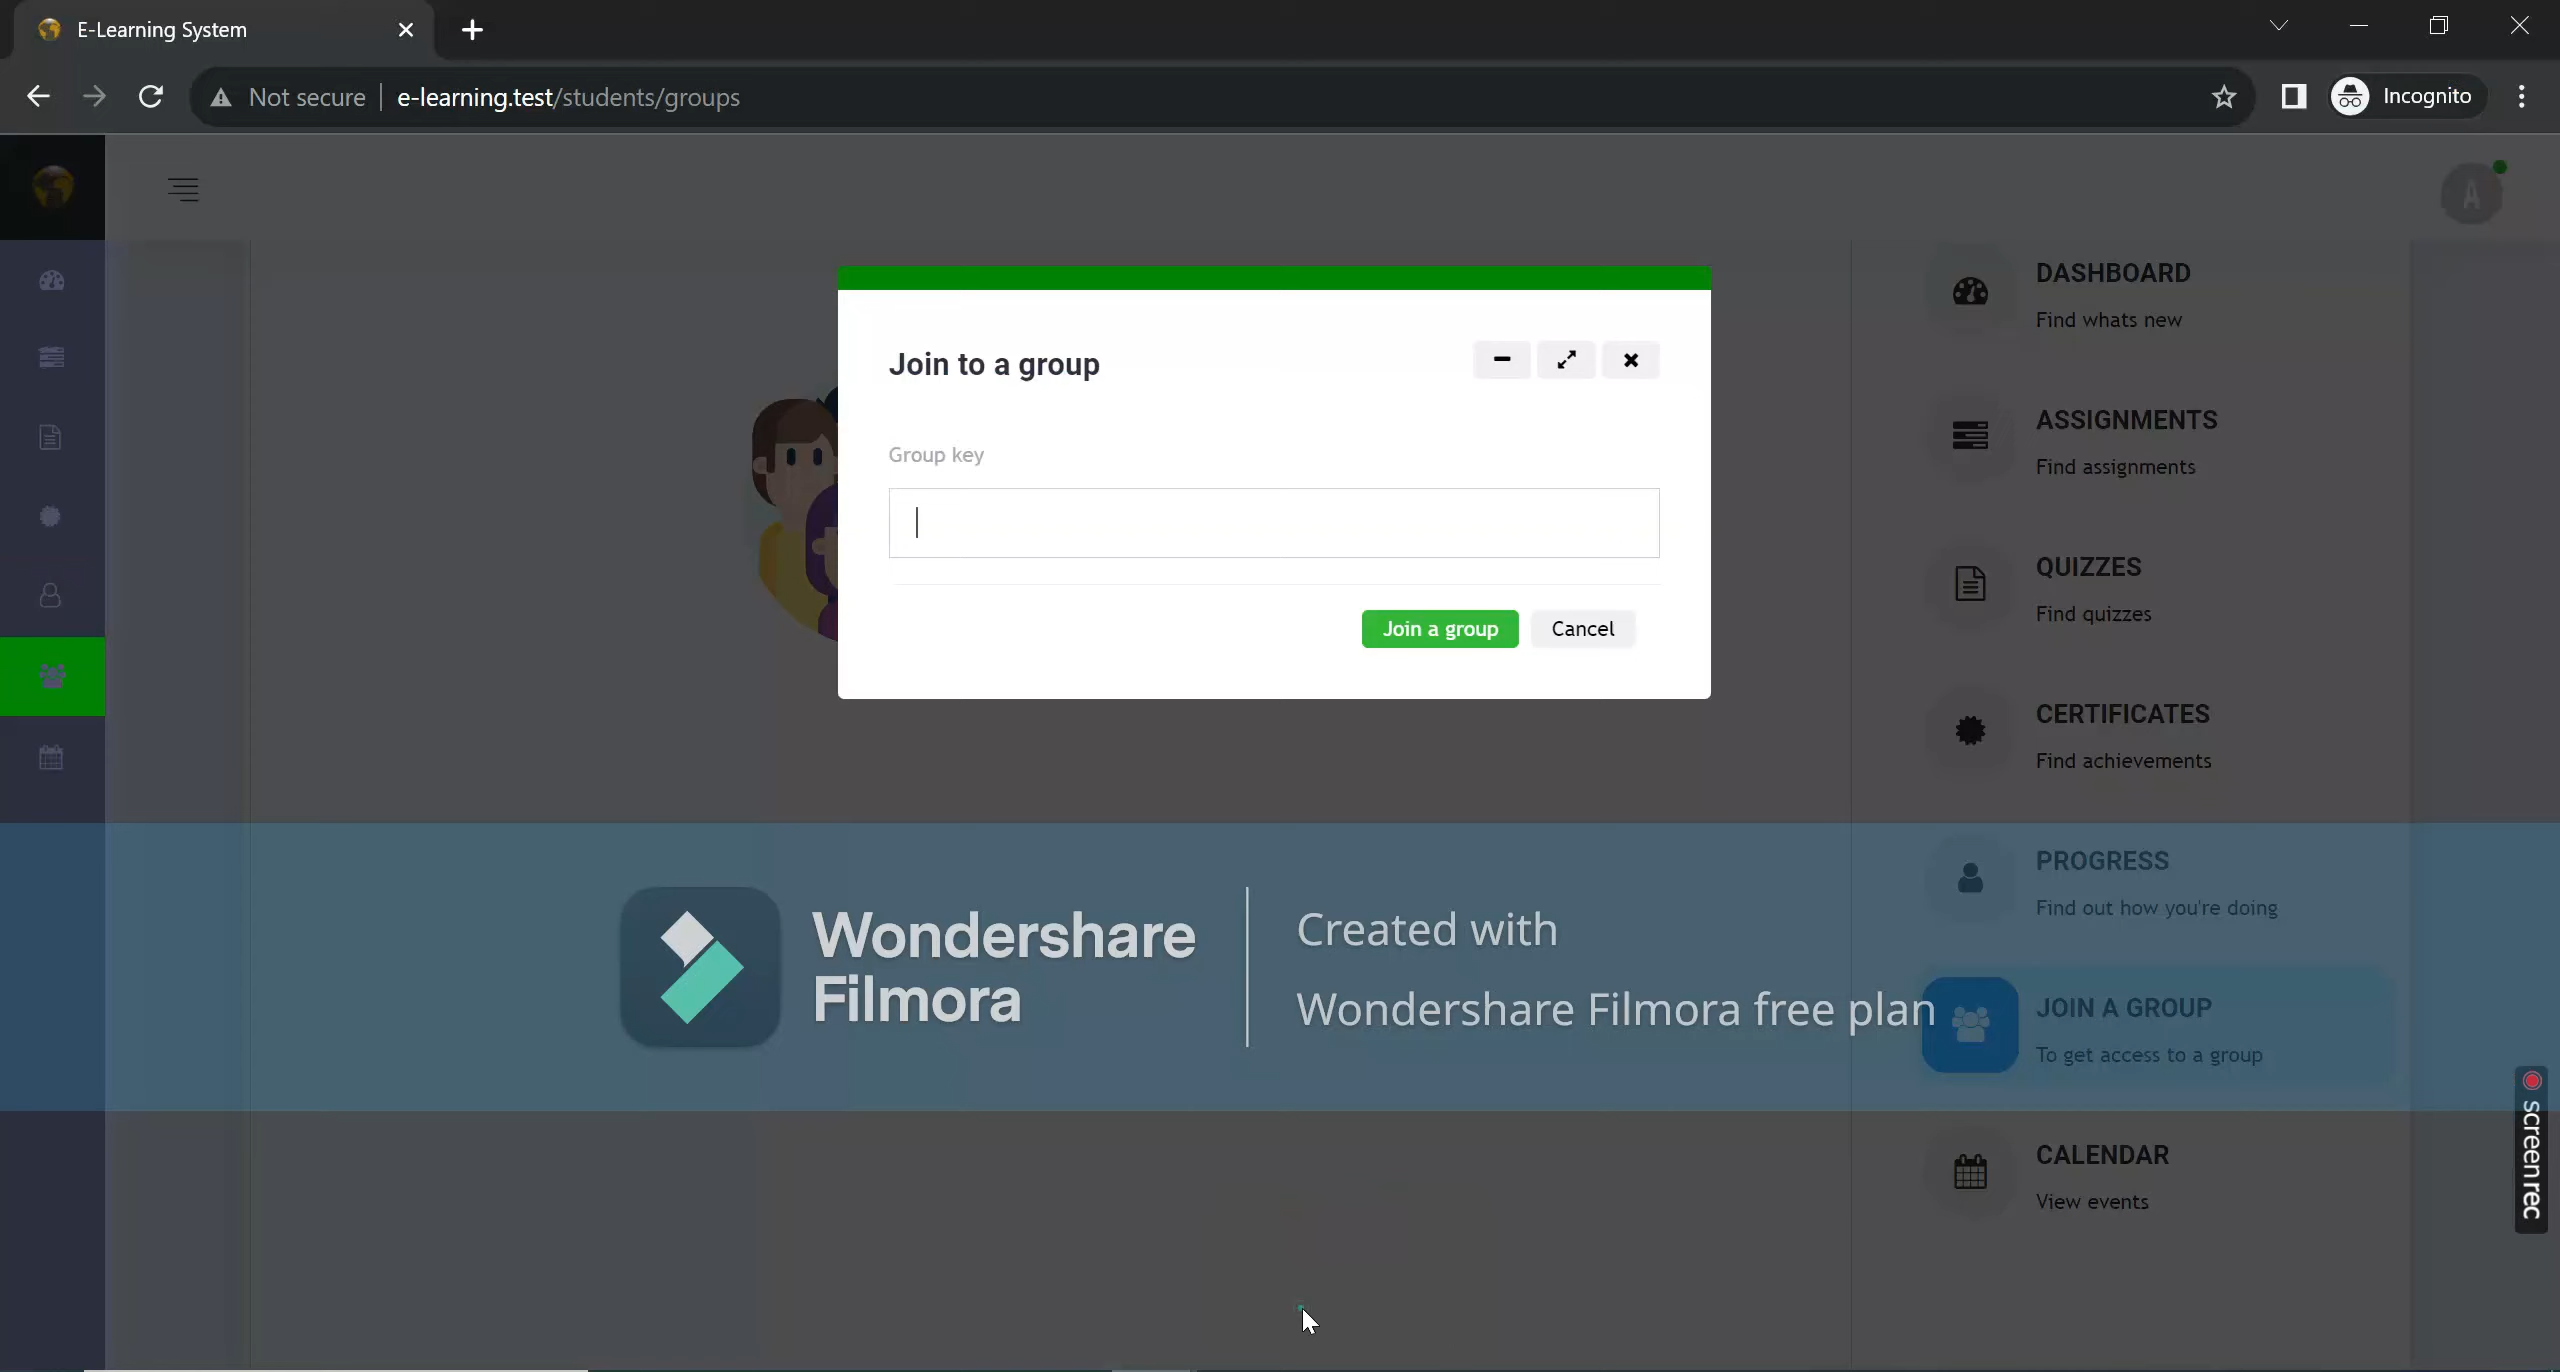 E-Learning System
Not secure
e-learning.test/students/groups
Incognito
A
Join to a group
Group key
Join a group
Cancel
DASHBOARD
Find whats new
ASSIGNMENTS
Find assignments
QUIZZES
Find quizzes
CERTIFICATES
Find achievements
PROGRESS
Find out how you're doing
JOIN A GROUP
To get access to a group
CALENDAR
View events
Wondershare
Filmora
Created with
Wondershare Filmora free plan
screenrec